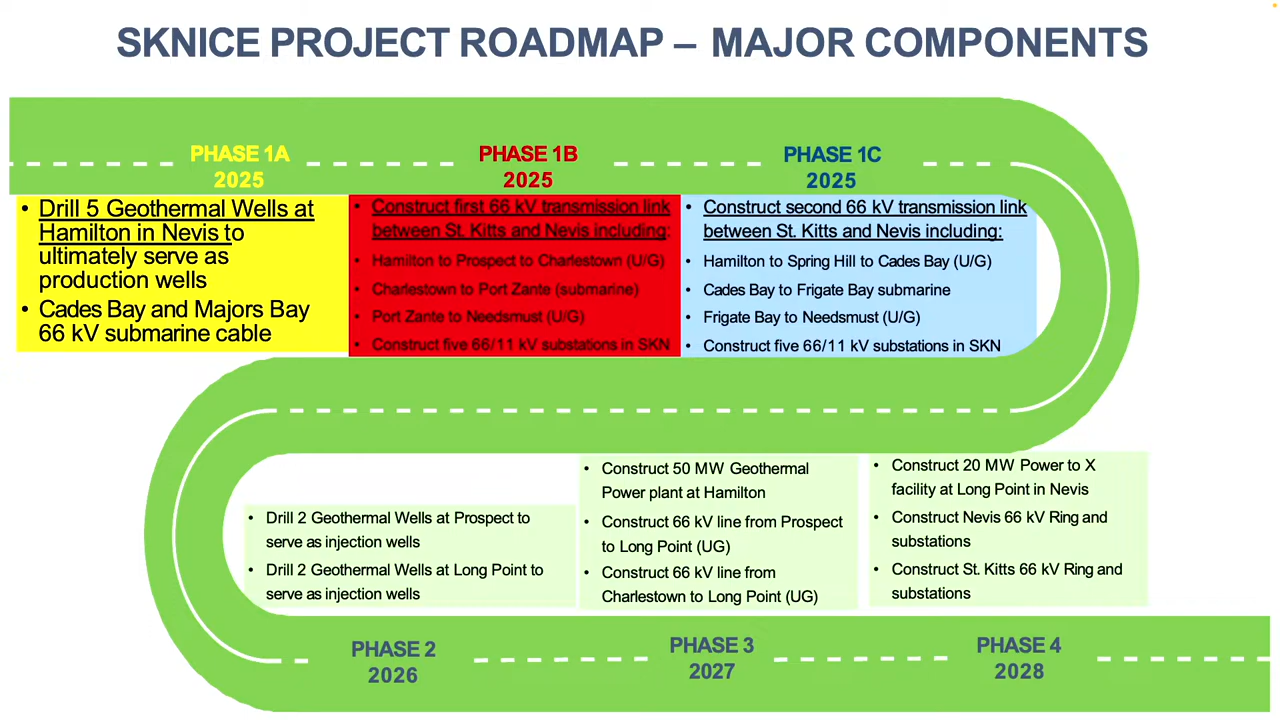 SKNICE PROJECT ROADMAP – MAJOR COMPONENTS
PHASE 1A
2025
• Drill 5 Geothermal Wells at
Hamilton in Nevis to
ultimately serve as
production wells
• Cades Bay and Majors Bay
66 kV submarine cable
PHASE 1B
2025
• Construct first 66 kV transmission link
between St. Kitts and Nevis including:
• Hamilton to Prospect to Charlestown (U/G)
• Charlestown to Port Zante (submarine)
• Port Zante to Needsmust (U/G)
• Construct five 66/11 kV substations in SKN
PHASE 1C
2025
• Construct second 66 kV transmission link
between St. Kitts and Nevis including:
• Hamilton to Spring Hill to Cades Bay (U/G)
• Cades Bay to Frigate Bay submarine
• Frigate Bay to Needsmust (U/G)
• Construct five 66/11 kV substations in SKN
• Drill 2 Geothermal Wells at Prospect to
serve as injection wells
• Drill 2 Geothermal Wells at Long Point to
serve as injection wells
PHASE 2
2026
• Construct 50 MW Geothermal
Power plant at Hamilton
• Construct 66 kV line from Prospect
to Long Point (UG)
• Construct 66 kV line from
Charlestown to Long Point (UG)
PHASE 3
2027
• Construct 20 MW Power to X
facility at Long Point in Nevis
• Construct Nevis 66 kV Ring and
substations
• Construct St. Kitts 66 kV Ring and
substations
PHASE 4
2028